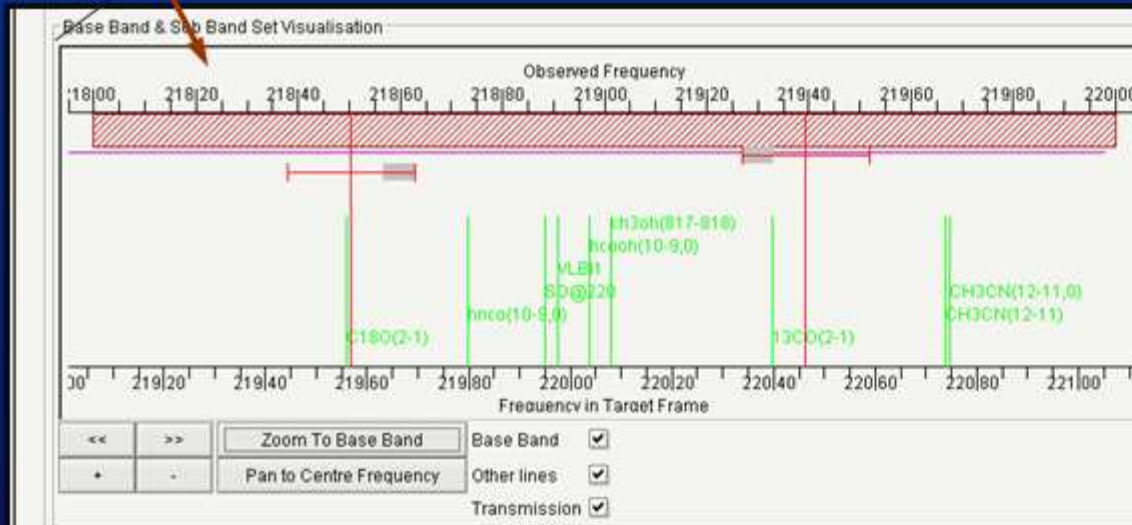 Base Band & Sub Band Set Visualisation
Observed Frequency
18|00 218|20 218|40 218|60 218|80 219|00 219|20 219|40 219|60 219|80 220|00
ch3oh(817-818)
hcooh(10-9,0)
VLBI1
SO@220
CH3CN(12-11,0)
hnco(10-9,0)
CH3CN(12-11)
C18O(2-1)
13CO(2-1)
00 219|20 219|40 219|60 219|80 220|00 220|20 220|40 220|60 220|80 221|00
Frequency in Target Frame
<< >> Zoom To Base Band Base Band
+ - Pan to Centre Frequency Other lines
Transmission